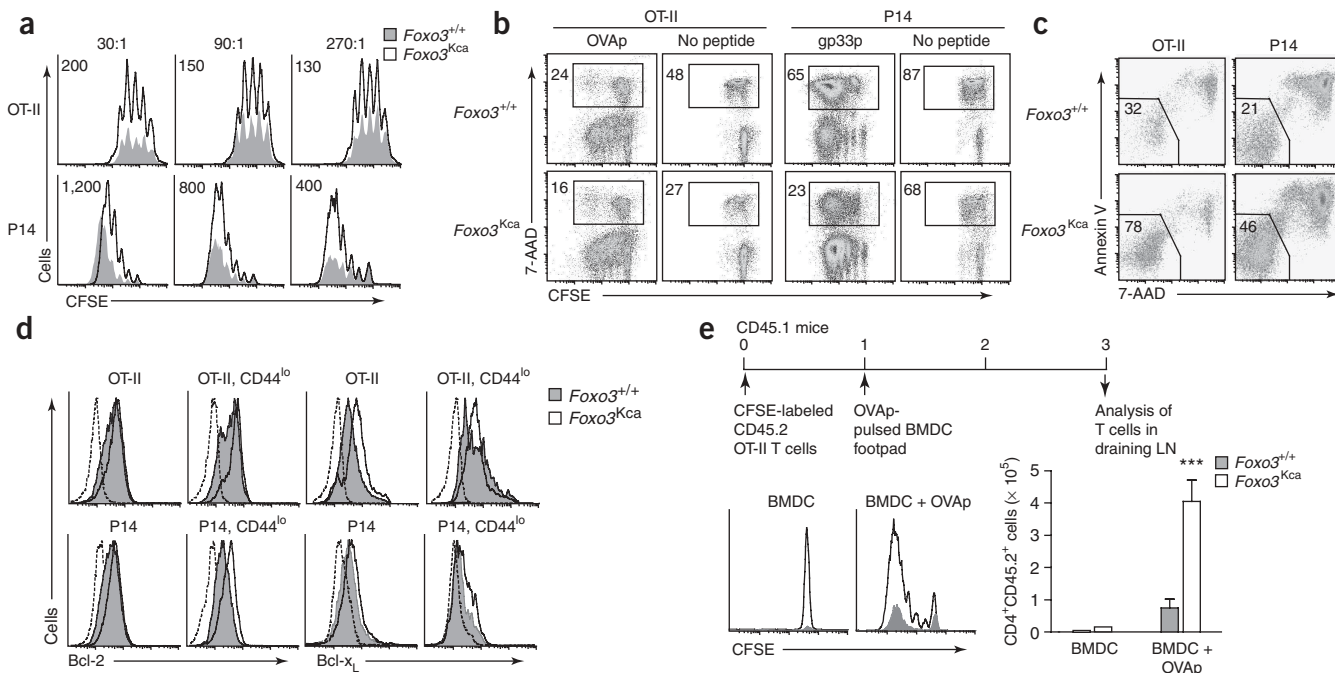 a
30:1 90:1 270:1
Foxo3+/+
Foxo3Kca
OT-II
200 150 130
P14
1,200 800 400
Cells
CFSE
b
OT-II P14
OVAp No peptide gp33p No peptide
Foxo3+/+
24 48 65 87
Foxo3Kca
16 27 23 68
7-AAD
CFSE
c
OT-II P14
Foxo3+/+
32 21
Foxo3Kca
78 46
Annexin V
7-AAD
d
OT-II OT-II, CD44lo OT-II OT-II, CD44lo
Foxo3+/+
Foxo3Kca
P14 P14, CD44lo P14 P14, CD44lo
Cells
Bcl-2 Bcl-xL
e
CD45.1 mice
0 1 2 3
CFSE-labeled
CD45.2
OT-II T cells
OVAp-
pulsed BMDC
footpad
Analysis of
T cells in
draining LN
BMDC BMDC + OVAp
CFSE
CD4+CD45.2+ cells (× 105)
5
4
3
2
1
0
***
Foxo3+/+
Foxo3Kca
BMDC BMDC +
OVAp